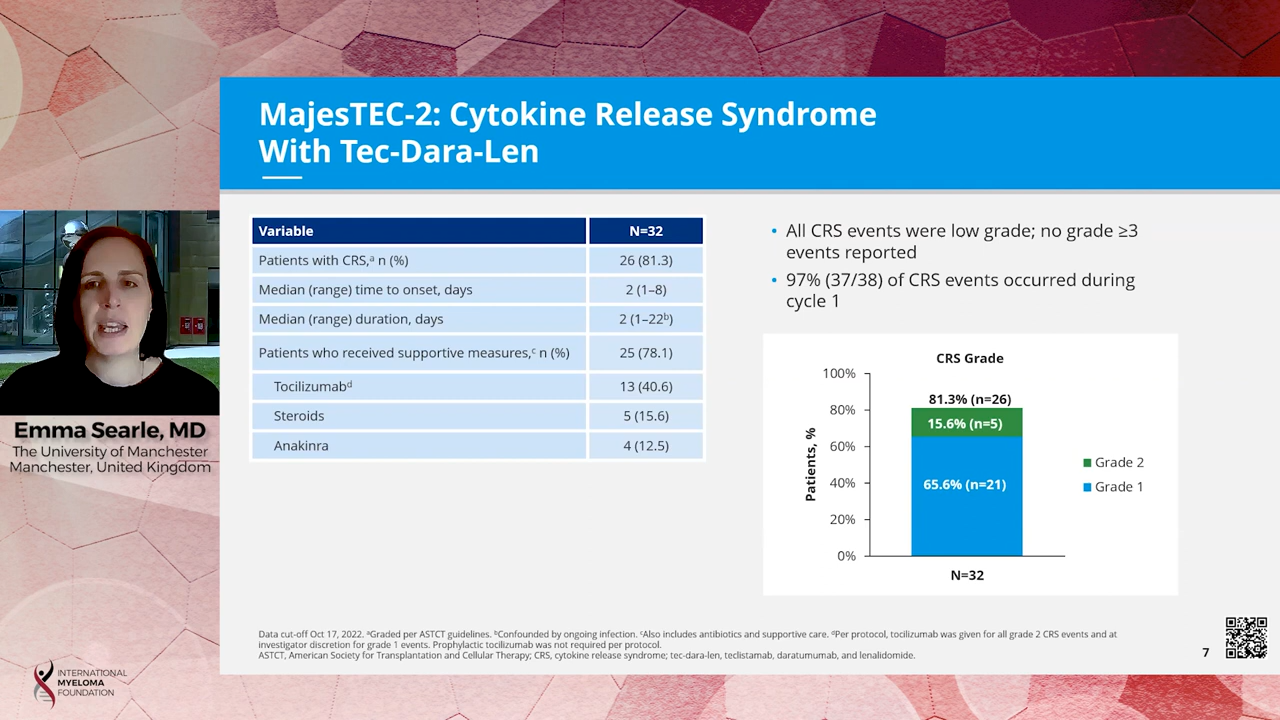 MajesTEC-2: Cytokine Release Syndrome
With Tec-Dara-Len
Variable N=32
Patients with CRS,ᵃ n (%) 26 (81.3)
Median (range) time to onset, days 2 (1–8)
Median (range) duration, days 2 (1–22ᵇ)
Patients who received supportive measures,ᶜ n (%) 25 (78.1)
Tocilizumabᵈ 13 (40.6)
Steroids 5 (15.6)
Anakinra 4 (12.5)
• All CRS events were low grade; no grade ≥3
events reported
• 97% (37/38) of CRS events occurred during
cycle 1
CRS Grade
Patients, %
100%
80%
60%
40%
20%
0%
81.3% (n=26)
15.6% (n=5)
65.6% (n=21)
N=32
Grade 2
Grade 1
Emma Searle, MD
The University of Manchester
Manchester, United Kingdom
Data cut-off Oct 17, 2022. ᵃGraded per ASTCT guidelines. ᵇConfounded by ongoing infection. ᶜAlso includes antibiotics and supportive care. ᵈPer protocol, tocilizumab was given for all grade 2 CRS events and at
investigator discretion for grade 1 events. Prophylactic tocilizumab was not required per protocol.
ASTCT, American Society for Transplantation and Cellular Therapy; CRS, cytokine release syndrome; tec-dara-len, teclistamab, daratumumab, and lenalidomide.
7
INTERNATIONAL
MYELOMA
FOUNDATION